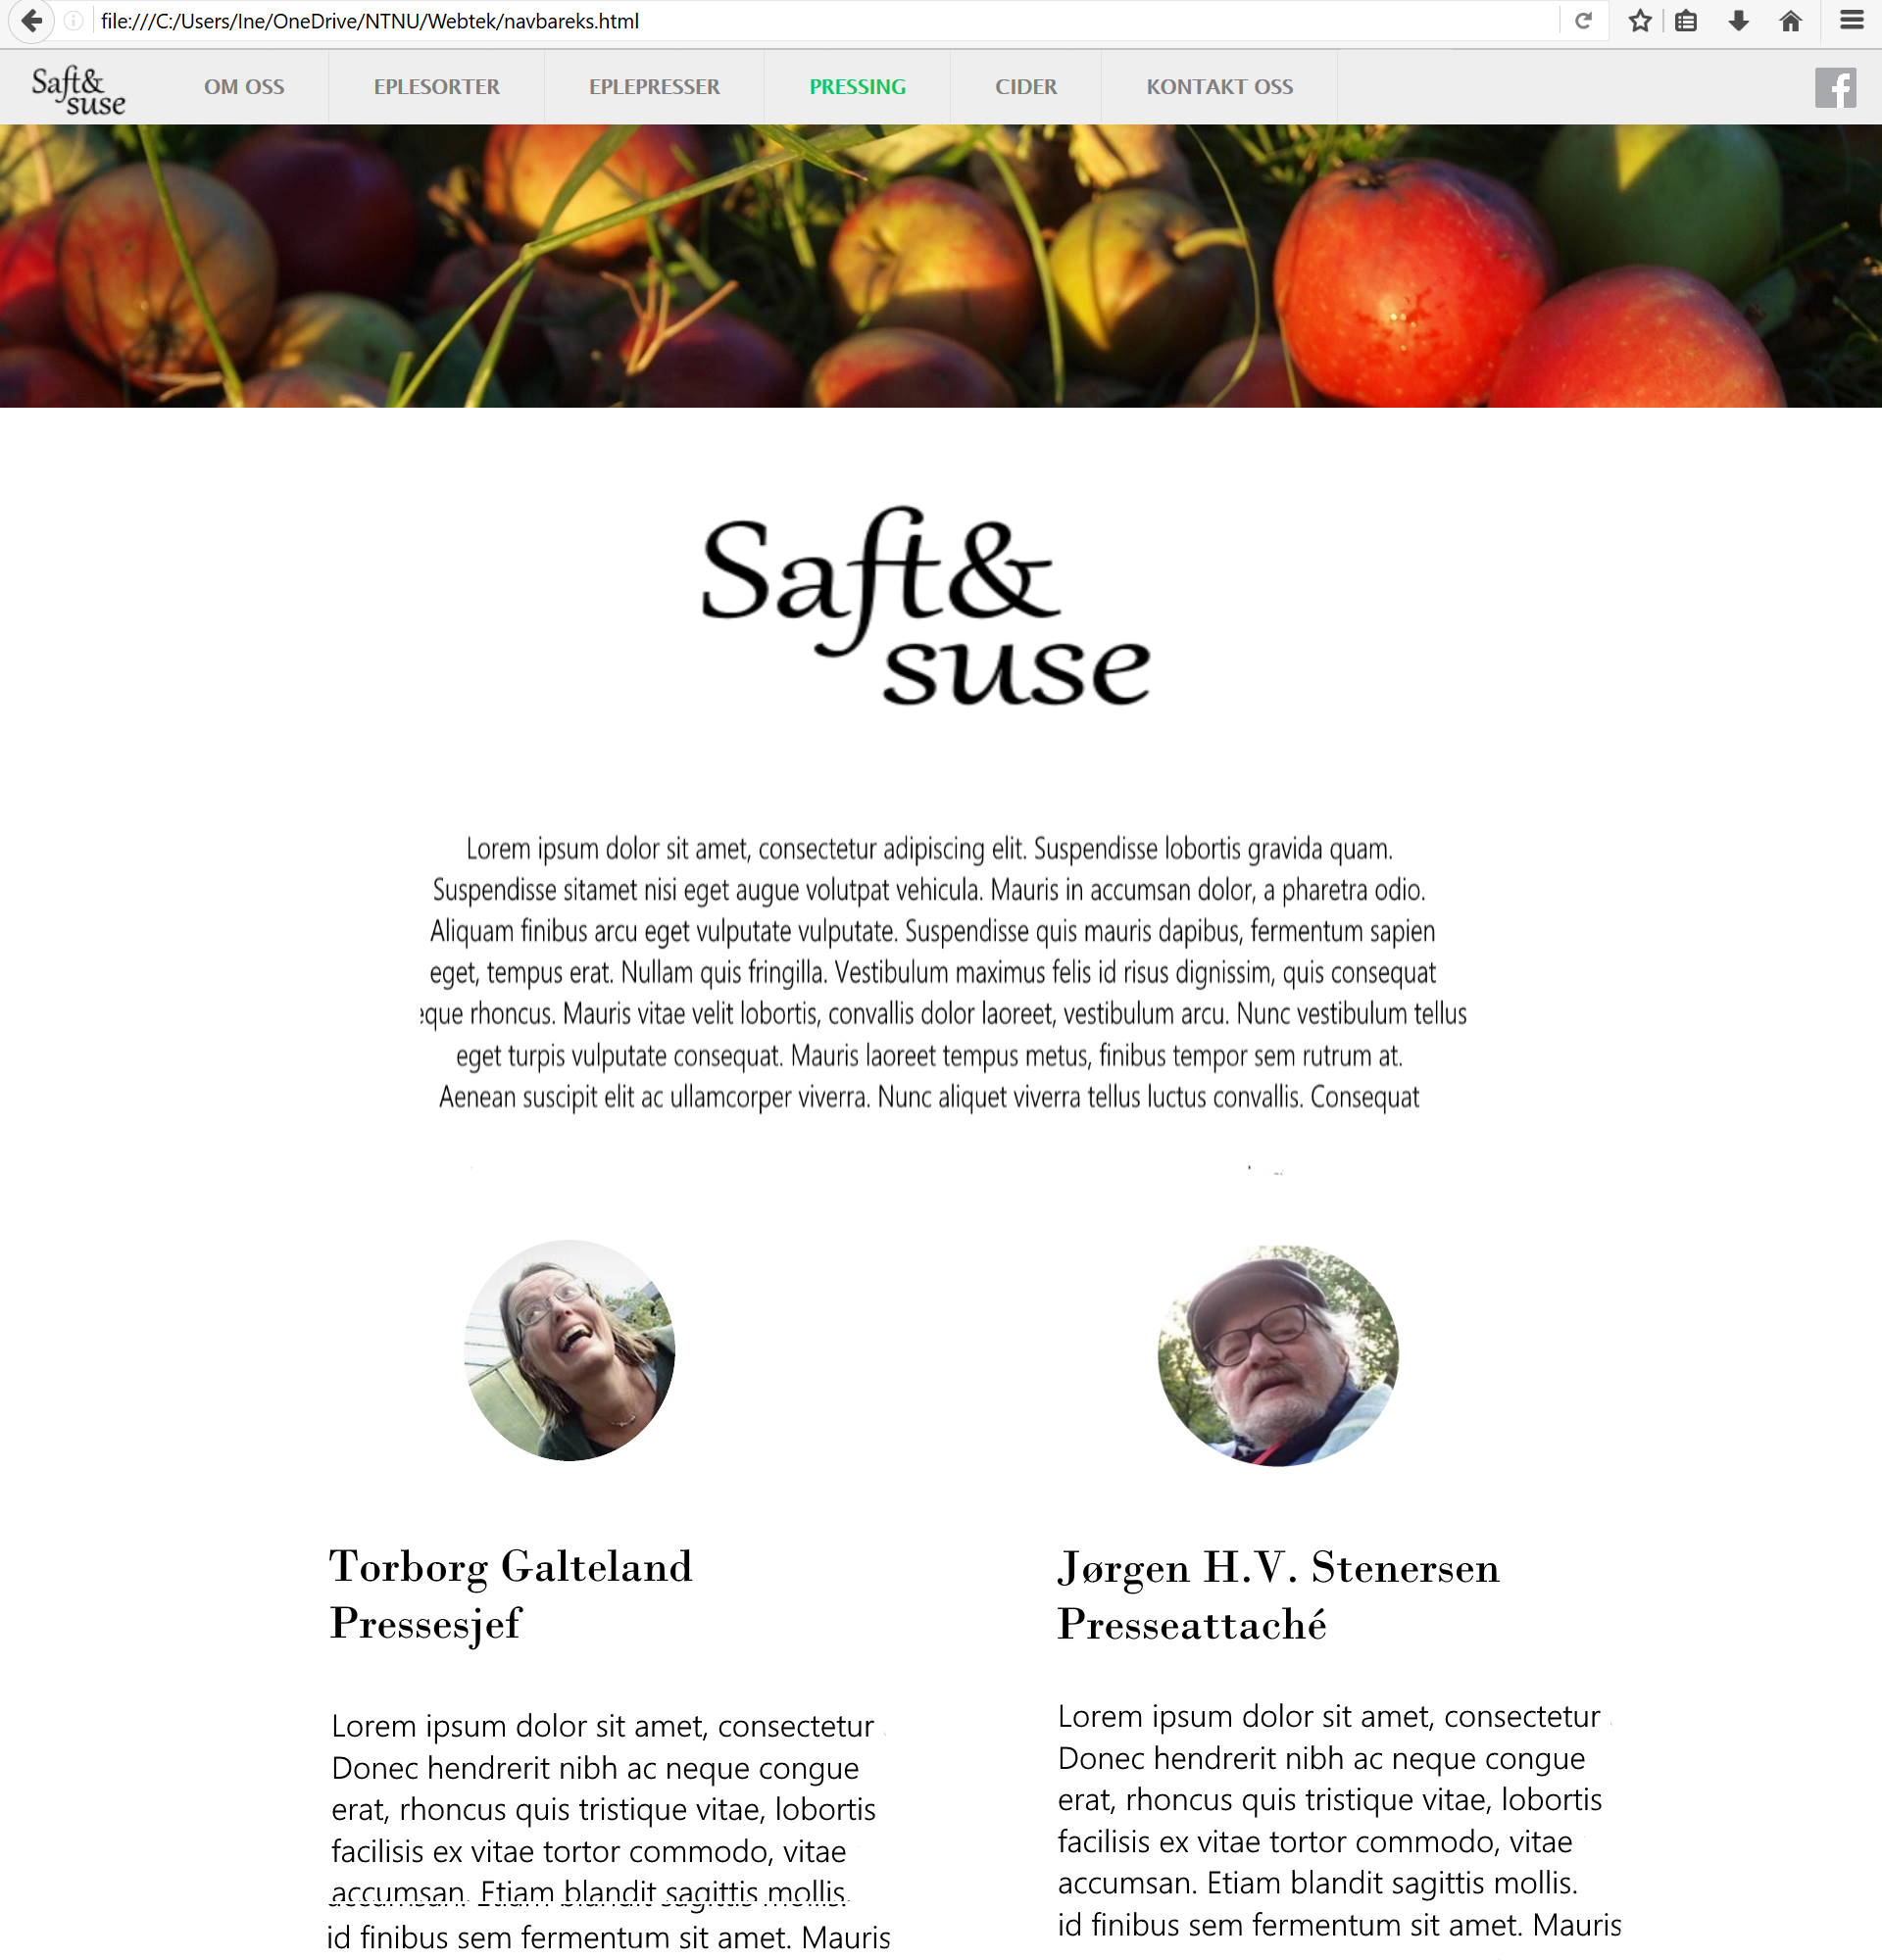 file:///C:/Users/Ine/OneDrive/NTNU/Webtek/navbareks.html
Saft&
suse
OM OSS
EPLESORTER
EPLEPRESSER
PRESSING
CIDER
KONTAKT OSS
f
Saft&
suse
Lorem ipsum dolor sit amet, consectetur adipiscing elit. Suspendisse lobortis gravida quam.
Suspendisse sitamet nisi eget augue volutpat vehicula. Mauris in accumsan dolor, a pharetra odio.
Aliquam finibus arcu eget vulputate vulputate. Suspendisse quis mauris dapibus, fermentum sapien
eget, tempus erat. Nullam quis fringilla. Vestibulum maximus felis id risus dignissim, quis consequat
eque rhoncus. Mauris vitae velit lobortis, convallis dolor laoreet, vestibulum arcu. Nunc vestibulum tellus
eget turpis vulputate consequat. Mauris laoreet tempus metus, finibus tempor sem rutrum at.
Aenean suscipit elit ac ullamcorper viverra. Nunc aliquet viverra tellus luctus convallis. Consequat
Torborg Galteland
Pressesjef
Lorem ipsum dolor sit amet, consectetur
Donec hendrerit nibh ac neque congue
erat, rhoncus quis tristique vitae, lobortis
facilisis ex vitae tortor commodo, vitae
accumsan. Etiam blandit sagittis mollis.
id finibus sem fermentum sit amet. Mauris
Jørgen H.V. Stenersen
Presseattaché
Lorem ipsum dolor sit amet, consectetur
Donec hendrerit nibh ac neque congue
erat, rhoncus quis tristique vitae, lobortis
facilisis ex vitae tortor commodo, vitae
accumsan. Etiam blandit sagittis mollis.
id finibus sem fermentum sit amet. Mauris